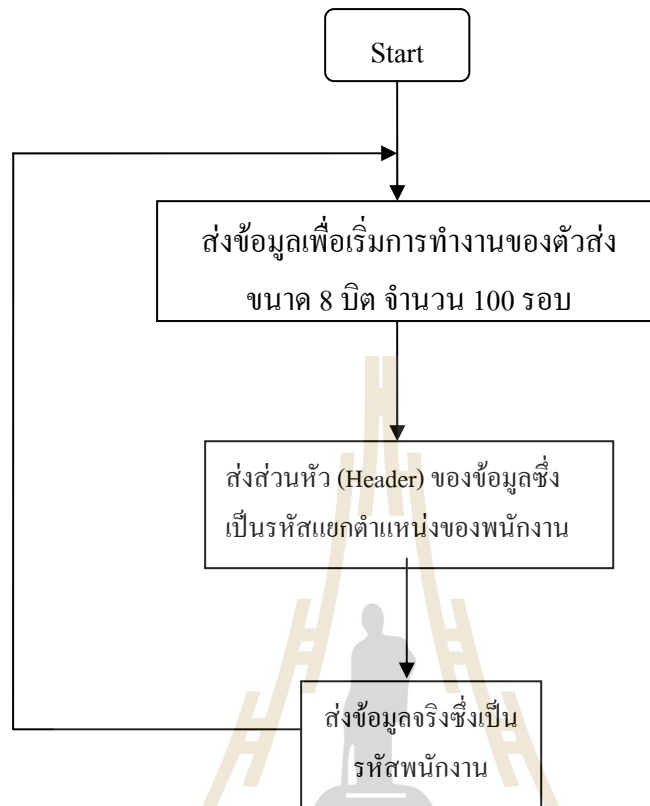 Start
ส่งข้อมูลเพื่อเริ่มการทำงานของตัวส่ง
ขนาด 8 บิต จำนวน 100 รอบ
ส่งส่วนหัว (Header) ของข้อมูลซึ่ง
เป็นรหัสแยกตำแหน่งของพนักงาน
ส่งข้อมูลจริงซึ่งเป็น
รหัสพนักงาน